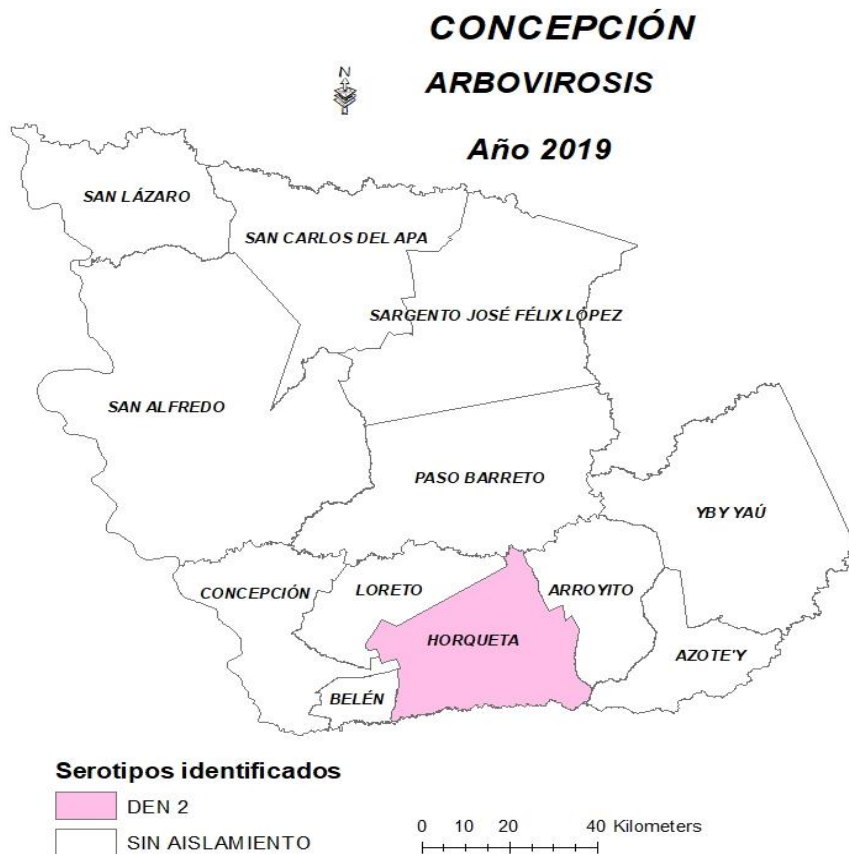 CONCEPCIÓN
ARBOVIROSIS
N
Año 2019
SAN LÁZARO
SAN CARLOS DEL APA
SARGENTO JOSÉ FÉLIX LÓPEZ
SAN ALFREDO
PASO BARRETO
YBY YAÚ
CONCEPCIÓN
LORETO
ARROYITO
HORQUETA
AZOTE'Y
BELÉN
Serotipos identificados
DEN 2
SIN AISLAMIENTO
0 10 20 40 Kilometers